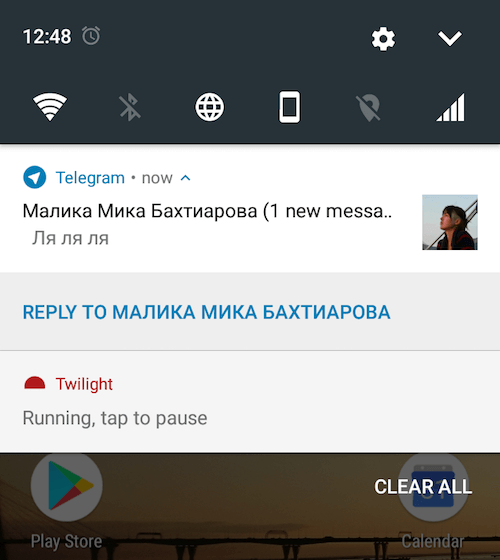 12:48
Telegram • now
Малика Мика Бахтиарова (1 new messa..
Ля ля ля
REPLY TO МАЛИКА МИКА БАХТИАРОВА
Twilight
Running, tap to pause
CLEAR ALL
31
Play Store
Calendar